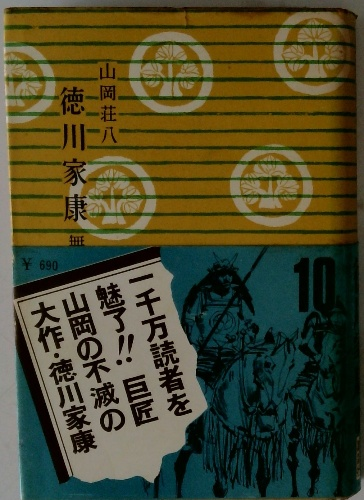 山岡荘八
徳川家康
無
¥ 690
10
一千万読者を
魅了!! 巨匠
山岡の不滅の
大作・徳川家康